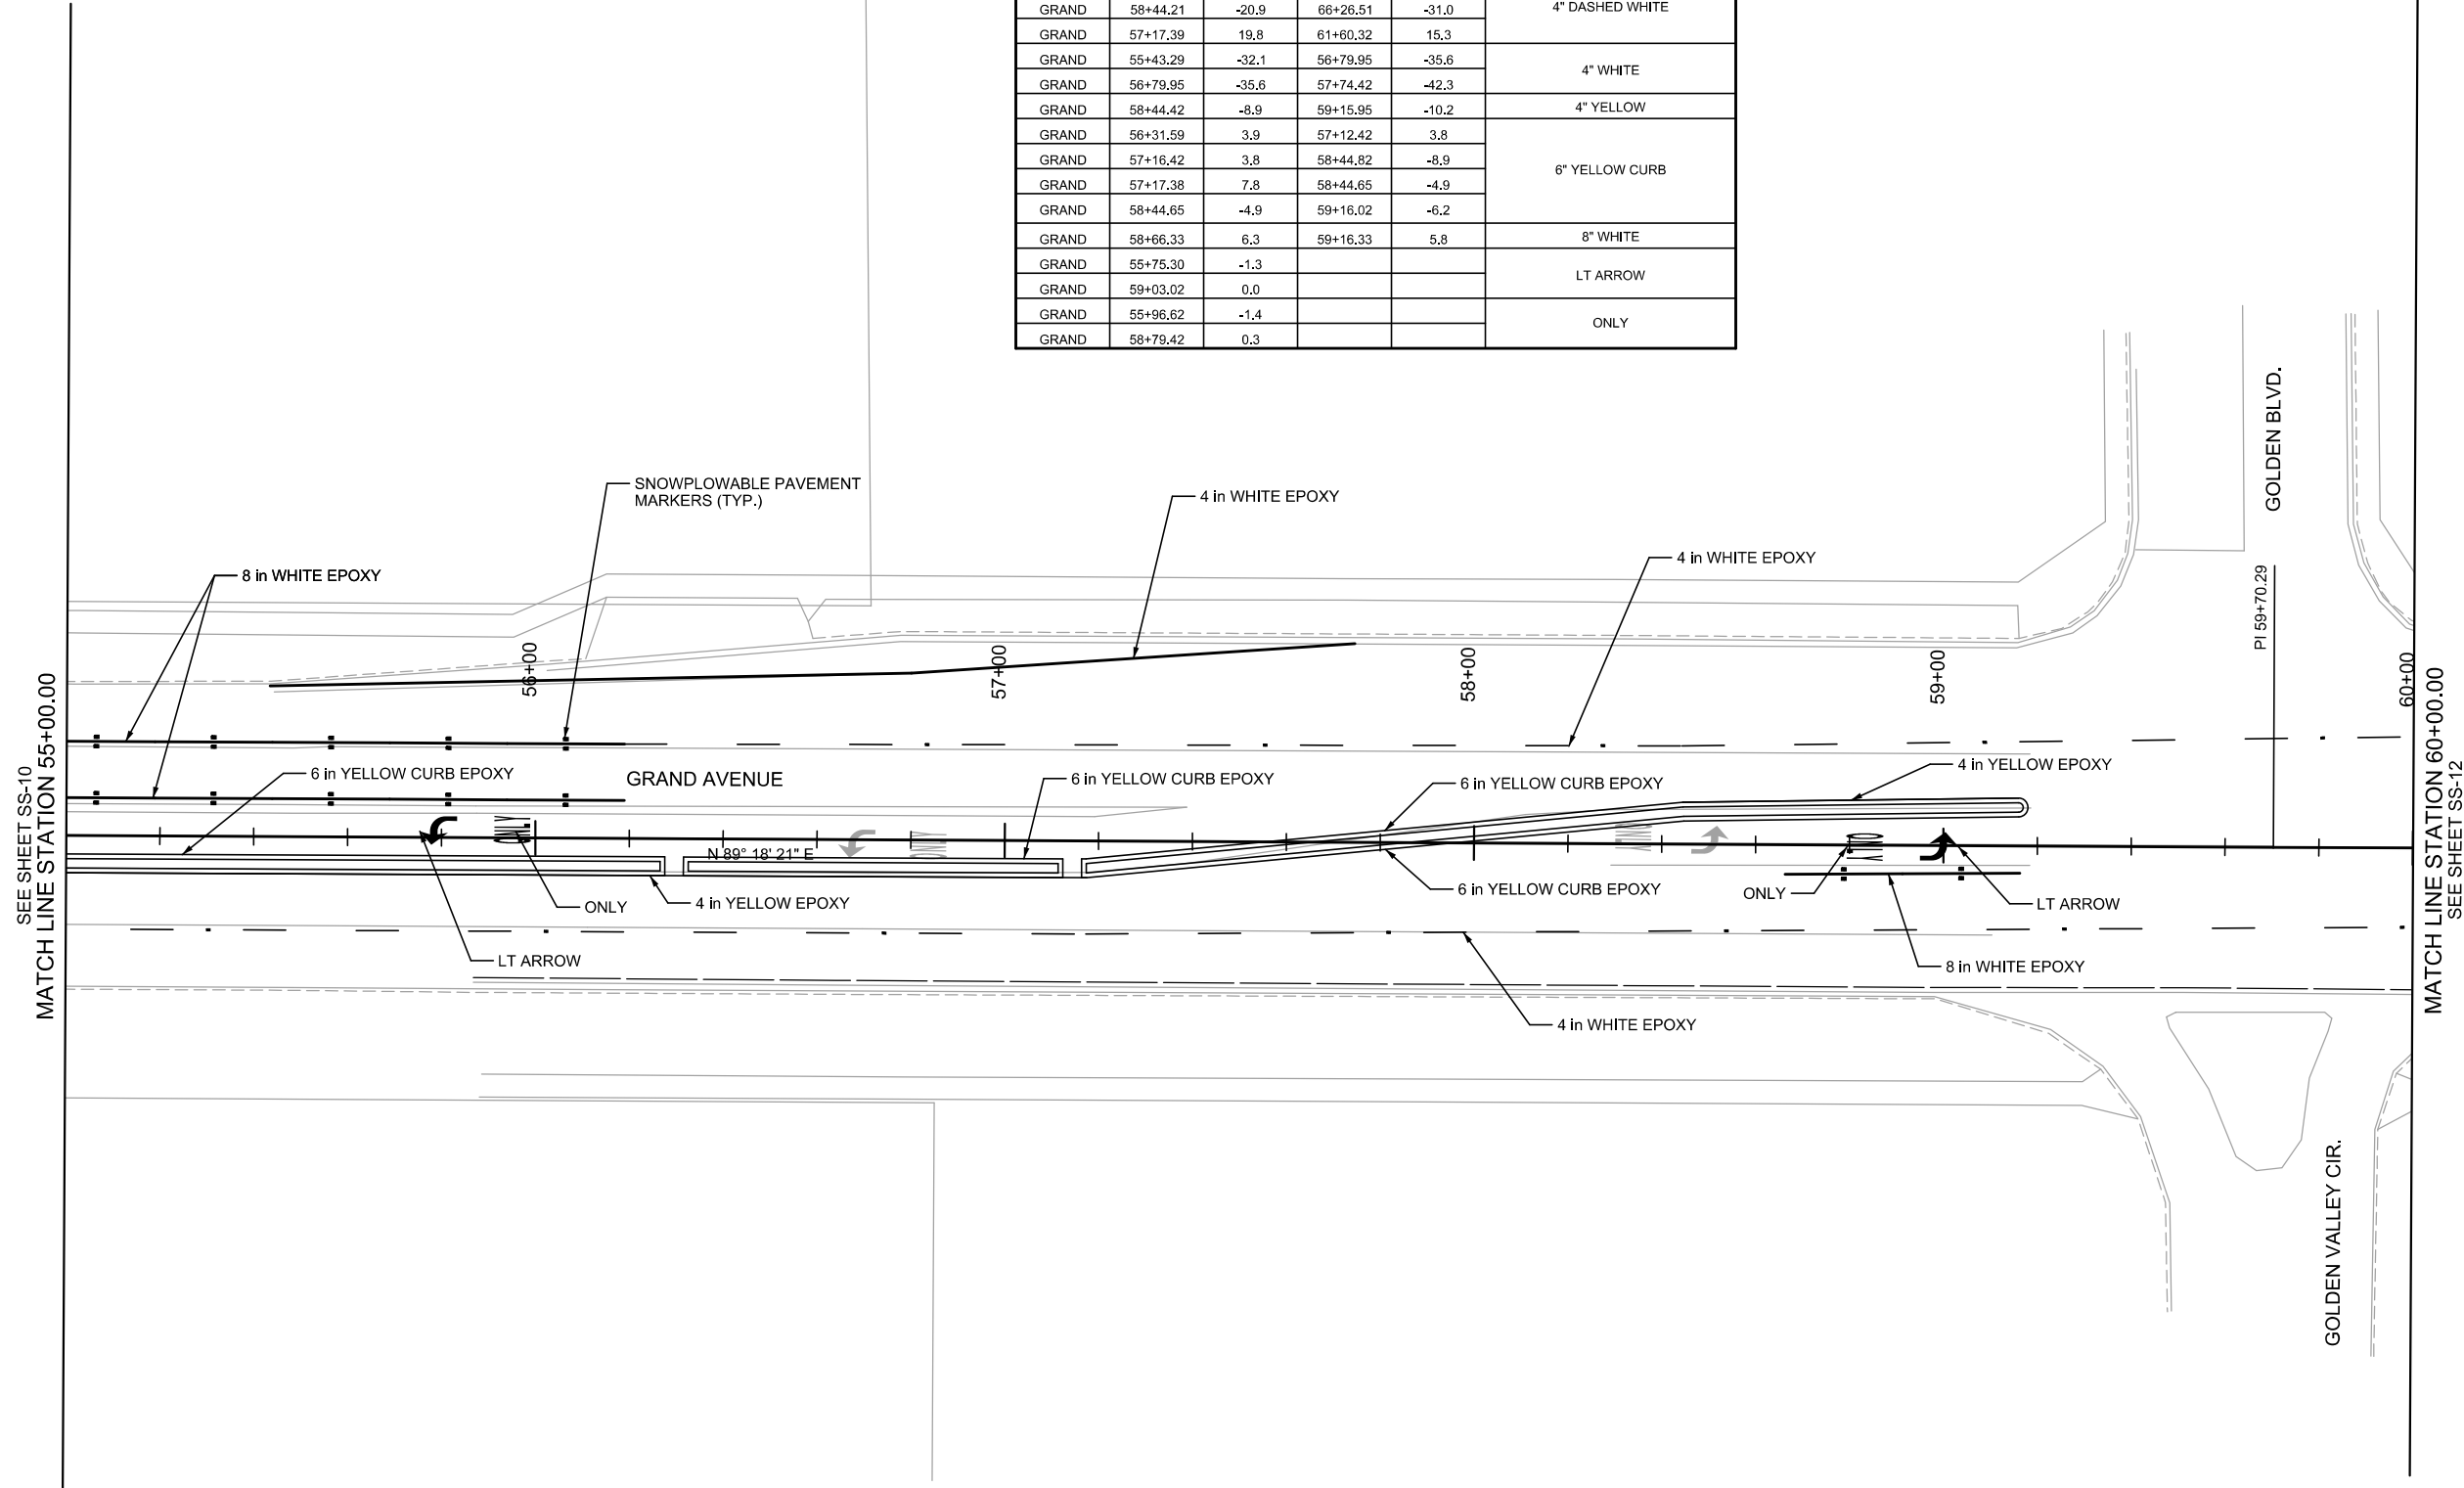 GRAND 58+44.21 -20.9 66+26.51 -31.0 4" DASHED WHITE
GRAND 57+17.39 19.8 61+60.32 15.3
GRAND 55+43.29 -32.1 56+79.95 -35.6 4" WHITE
GRAND 56+79.95 -35.6 57+74.42 -42.3
GRAND 58+44.42 -8.9 59+15.95 -10.2 4" YELLOW
GRAND 56+31.59 3.9 57+12.42 3.8 6" YELLOW CURB
GRAND 57+16.42 3.8 58+44.82 -8.9
GRAND 57+17.38 7.8 58+44.65 -4.9
GRAND 58+44.65 -4.9 59+16.02 -6.2
GRAND 58+66.33 6.3 59+16.33 5.8 8" WHITE
GRAND 55+75.30 -1.3 LT ARROW
GRAND 59+03.02 0.0
GRAND 55+96.62 -1.4 ONLY
GRAND 58+79.42 0.3
GOLDEN BLVD.
SNOWPLOWABLE PAVEMENT
MARKERS (TYP.)
4 in WHITE EPOXY
4 in WHITE EPOXY
8 in WHITE EPOXY
PI 59+70.29
56+00
57+00
58+00
59+00
60+00
SEE SHEET SS-10
MATCH LINE STATION 55+00.00
MATCH LINE STATION 60+00.00
SEE SHEET SS-12
6 in YELLOW CURB EPOXY
GRAND AVENUE
6 in YELLOW CURB EPOXY
6 in YELLOW CURB EPOXY
4 in YELLOW EPOXY
ONLY
ONLY
N 89° 18' 21" E
ONLY
ONLY
6 in YELLOW CURB EPOXY
ONLY
LT ARROW
4 in YELLOW EPOXY
ONLY
LT ARROW
8 in WHITE EPOXY
4 in WHITE EPOXY
GOLDEN VALLEY CIR.